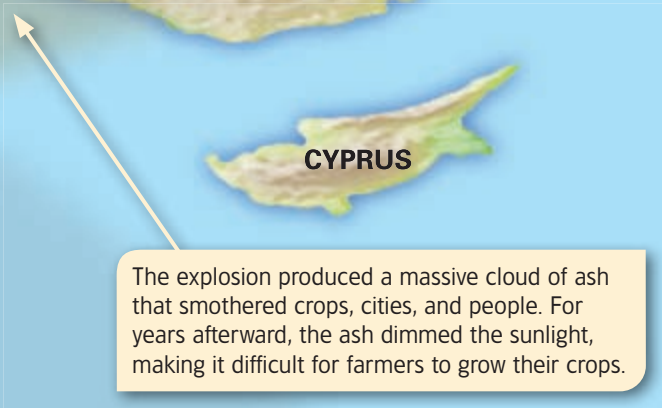 CYPRUS
The explosion produced a massive cloud of ash
that smothered crops, cities, and people. For
years afterward, the ash dimmed the sunlight,
making it difficult for farmers to grow their crops.